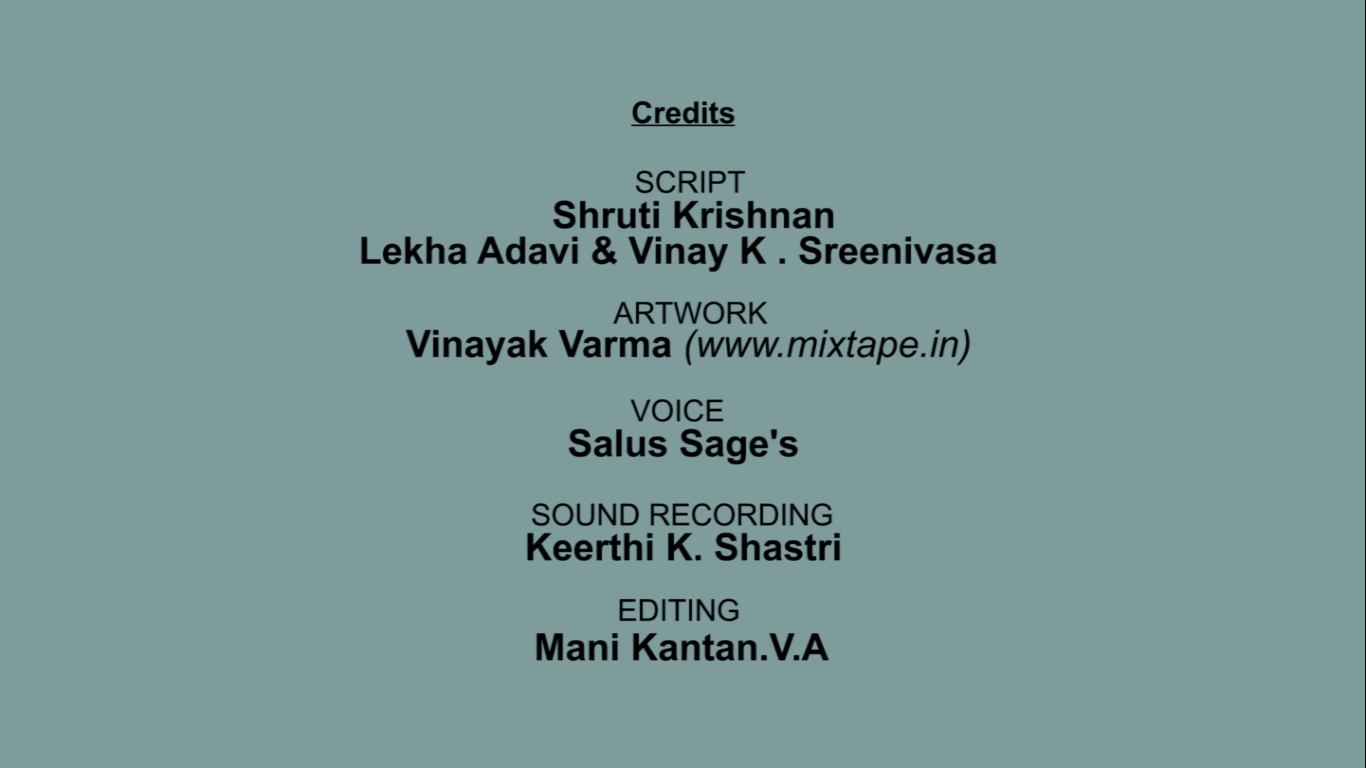 Credits
SCRIPT
Shruti Krishnan
Lekha Adavi & Vinay K . Sreenivasa
ARTWORK
Vinayak Varma (www.mixtape.in)
VOICE
Salus Sage's
SOUND RECORDING
Keerthi K. Shastri
EDITING
Mani Kantan.V.A